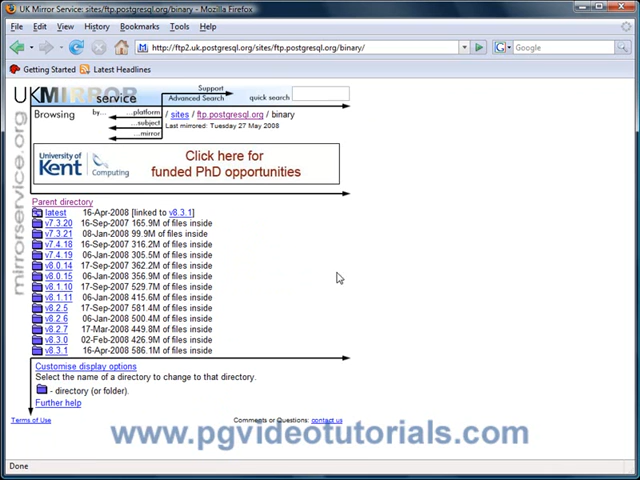 UK Mirror Service: sites/ftp.postgresql.org/binary - Mozilla Firefox
File Edit View History Bookmarks Tools Help
http://ftp2.uk.postgresql.org/sites/ftp.postgresql.org/binary/
Google
Getting Started Latest Headlines
UKMIRROR service
Support
Advanced Search
quick search
Browsing by... ...platform
...subject
...mirror
/ sites / ftp.postgresql.org / binary
Last mirrored: Tuesday 27 May 2008
mirrorservice.org
University of Kent Computing
Click here for
funded PhD opportunities
Parent directory
latest 16-Apr-2008 [linked to v8.3.1]
v7.3.20 16-Sep-2007 165.9M of files inside
v7.3.21 08-Jan-2008 99.9M of files inside
v7.4.18 16-Sep-2007 316.2M of files inside
v7.4.19 06-Jan-2008 305.5M of files inside
v8.0.14 17-Sep-2007 362.2M of files inside
v8.0.15 06-Jan-2008 356.9M of files inside
v8.1.10 17-Sep-2007 529.7M of files inside
v8.1.11 06-Jan-2008 415.6M of files inside
v8.2.5 17-Sep-2007 581.4M of files inside
v8.2.6 06-Jan-2008 500.4M of files inside
v8.2.7 17-Mar-2008 449.8M of files inside
v8.3.0 02-Feb-2008 426.9M of files inside
v8.3.1 16-Apr-2008 586.1M of files inside
Customise display options
Select the name of a directory to change to that directory.
- directory (or folder).
Further help
Terms of Use
Comments or Questions: contact us
www.pgvideotutorials.com
Done